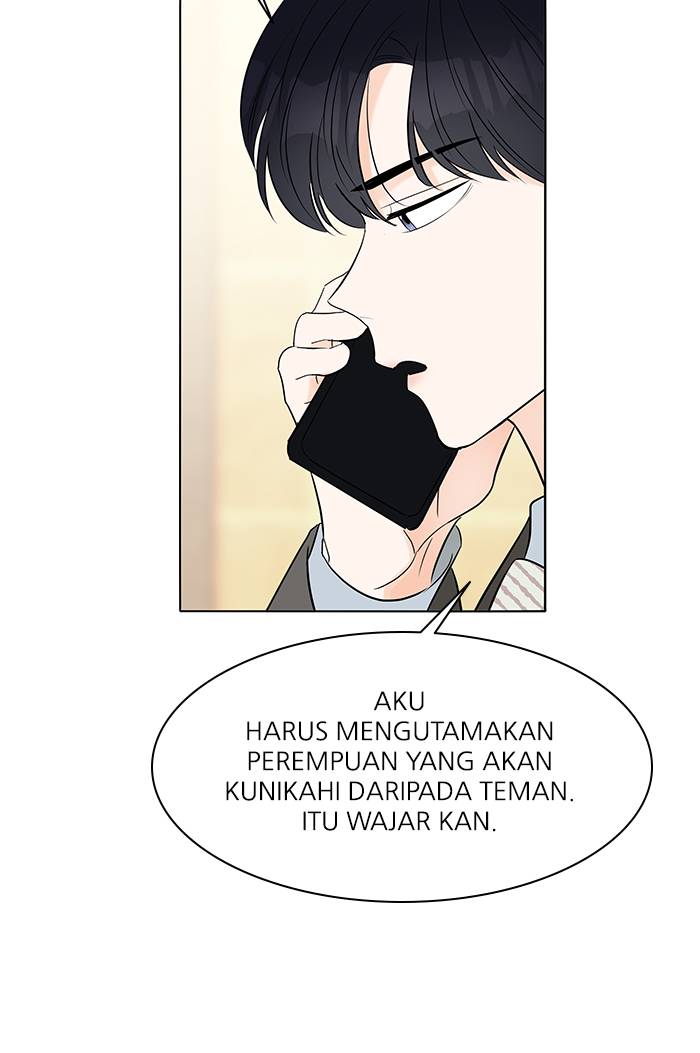 AKU
HARUS MENGUTAMAKAN
PEREMPUAN YANG AKAN
KUNIKAHI DARIPADA TEMAN.
ITU WAJAR KAN.